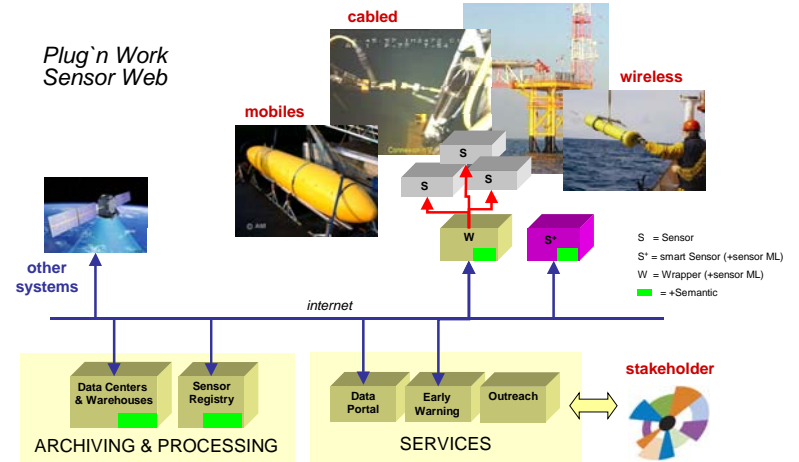 Plug`n Work
Sensor Web
cabled
wireless
mobiles
© AWI
S
S
S
W
S+
S = Sensor
S+ = smart Sensor (+sensor ML)
W = Wrapper (+sensor ML)
= +Semantic
other
systems
internet
Data Centers
& Warehouses
Sensor
Registry
Data
Portal
Early
Warning
Outreach
stakeholder
ARCHIVING & PROCESSING
SERVICES